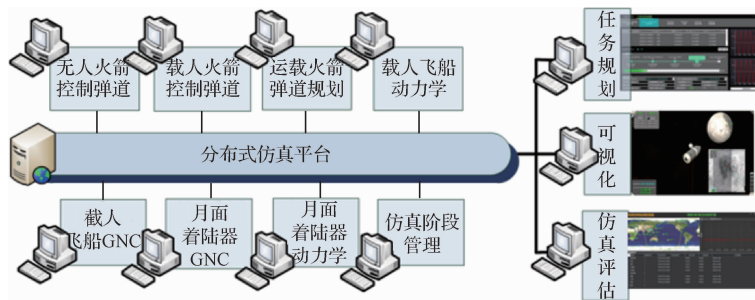 无人火箭
控制弹道
载人火箭
控制弹道
运载火箭
弹道规划
载人飞船
动力学
分布式仿真平台
截人
飞船GNC
月面
着陆器
GNC
月面
着陆器
动力学
仿真阶段
管理
任务规划
可视化
仿真评估